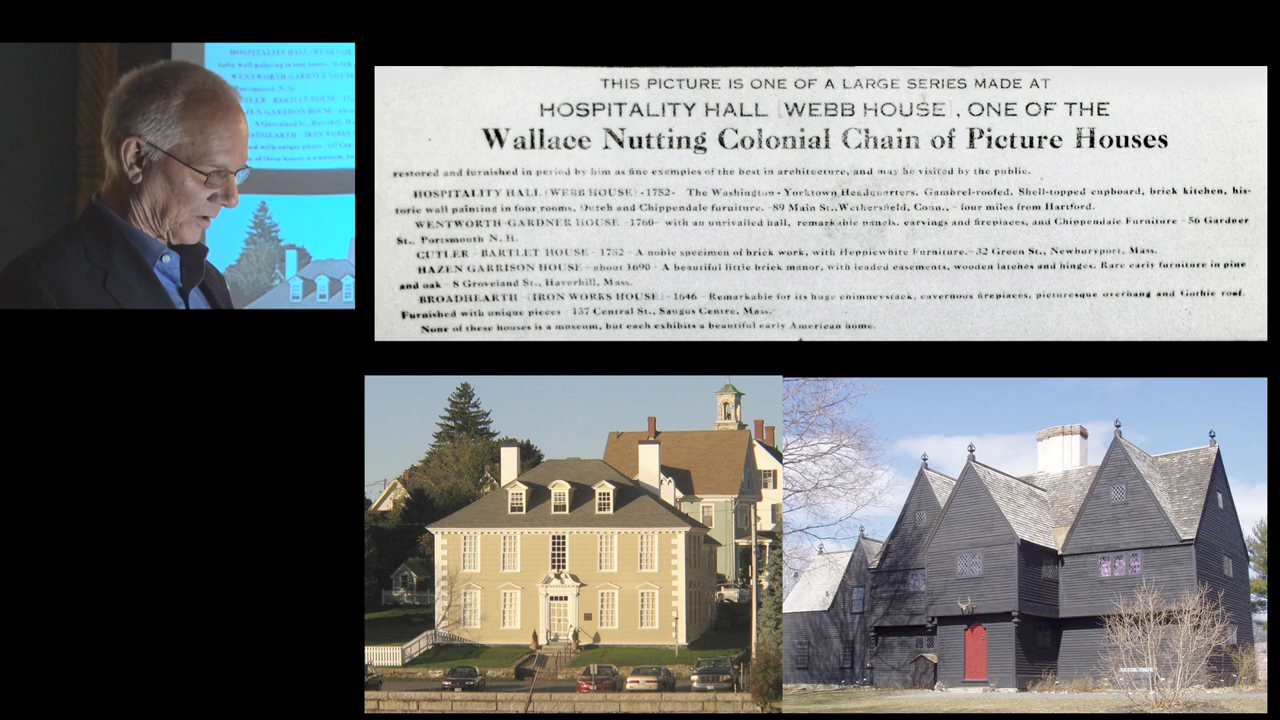 THIS PICTURE IS ONE OF A LARGE SERIES MADE AT
HOSPITALITY HALL (WEBB HOUSE), ONE OF THE
Wallace Nutting Colonial Chain of Picture Houses
restored and furnished in period by him as fine examples of the best in architecture, and may be visited by the public.
HOSPITALITY HALL (WEBB HOUSE) -1752- The Washington - Yorktown Headquarters. Gambrel-roofed. Shell-topped cupboard, brick kitchen, his-
toric wall painting in four rooms, Dutch and Chippendale furniture. -89 Main St., Wethersfield, Conn., - four miles from Hartford.
WENTWORTH-GARDNER HOUSE -1760- with an unrivailed hall, remarkable panels, carvings and fireplaces, and Chippendale Furniture - 56 Gardner
St., Portsmouth N. H.
CUTLER - BARTLET HOUSE - 1782 - A noble specimen of brick work, with Hepplewhite Furniture.- 32 Green St., Newburyport, Mass.
HAZEN GARRISON HOUSE - about 1690 - A beautiful little brick manor, with leaded casements, wooden latches and hinges. Rare early furniture in pine
and oak - 8 Groveland St., Haverhill, Mass.
BROADHEARTH - (IRON WORKS HOUSE) - 1646 - Remarkable for its huge chimneystack, cavernous fireplaces, picturesque overhang and Gothic roof.
Furnished with unique pieces - 137 Central St., Saugus Centre, Mass.
None of these houses is a museum, but each exhibits a beautiful early American home.